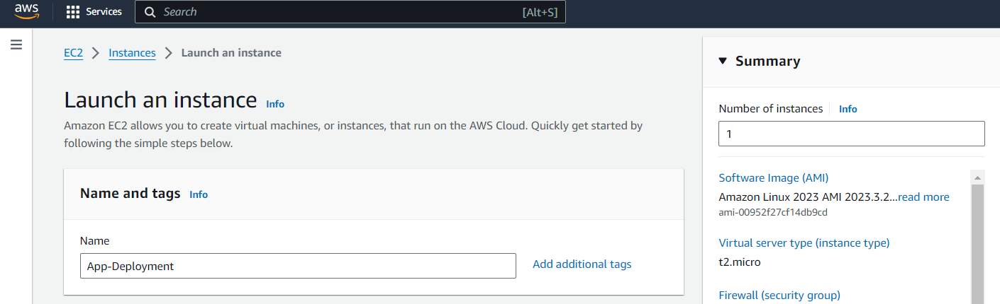 aws
Services
Search
[Alt+S]
EC2
Instances
Launch an instance
Launch an instance Info
Amazon EC2 allows you to create virtual machines, or instances, that run on the AWS Cloud. Quickly get started by
following the simple steps below.
Name and tags Info
Name
App-Deployment
Add additional tags
Summary
Number of instances Info
1
Software Image (AMI)
Amazon Linux 2023 AMI 2023.3.2...read more
ami-00952f27cf14db9cd
Virtual server type (instance type)
t2.micro
Firewall (security group)